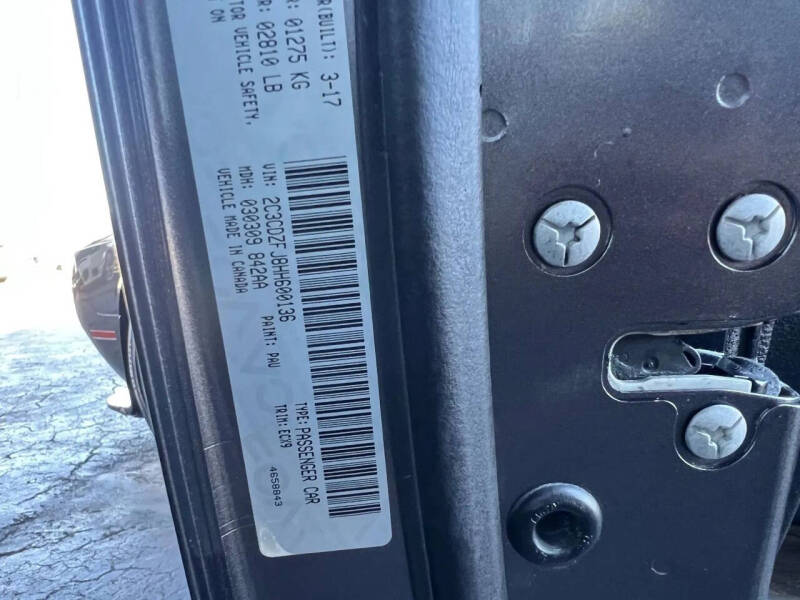 R(BUILT): 3-17
R: 01275 KG
R: 02810 LB
TOR VEHICLE SAFETY,
ON
VIN: 2C3CDZFJ8HH600136
TYPE: PASSENGER CAR
MDH: 030309 842AA
PAINT: PAU
TRIM: ECX9
VEHICLE MADE IN CANADA
4658843